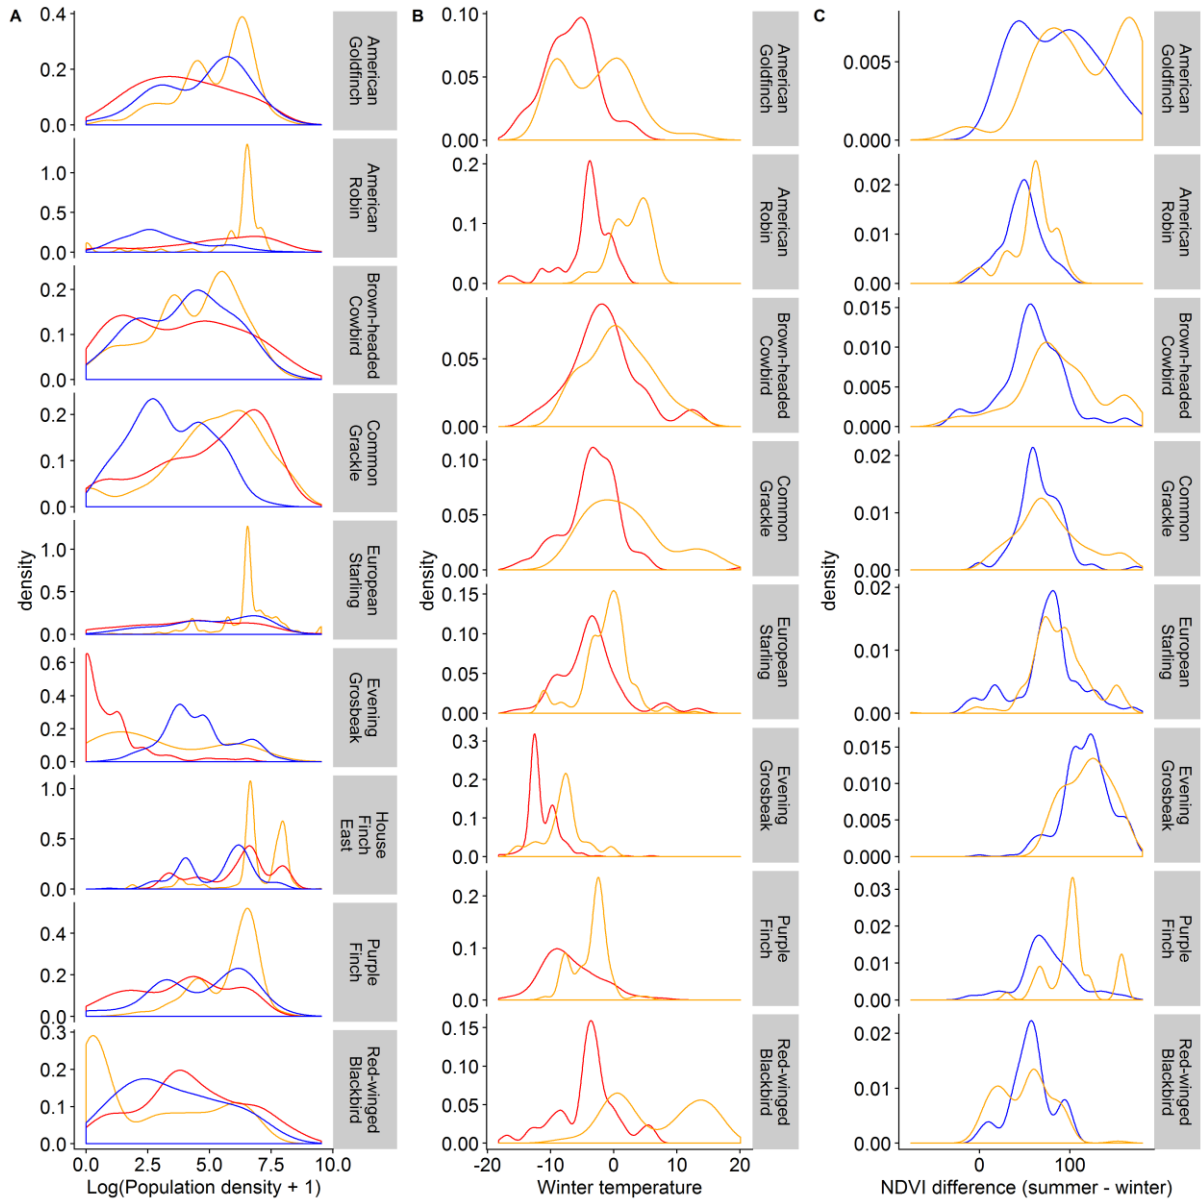 A
density
0.4
0.2
0.0
American
Goldfinch
1.0
0.5
0.0
American
Robin
0.2
0.1
0.0
Brown-headed
Cowbird
0.2
0.1
0.0
Common
Grackle
1.0
0.5
0.0
European
Starling
0.6
0.4
0.2
0.0
Evening
Grosbeak
1.0
0.5
0.0
House
Finch
East
0.4
0.2
0.0
Purple
Finch
0.3
0.2
0.1
0.0
Red-winged
Blackbird
0.0 2.5 5.0 7.5 10.0
Log(Population density + 1)
B
density
0.10
0.05
0.00
American
Goldfinch
0.2
0.1
0.0
American
Robin
0.05
0.00
Brown-headed
Cowbird
0.10
0.05
0.00
Common
Grackle
0.15
0.10
0.05
0.00
European
Starling
0.3
0.2
0.1
0.0
Evening
Grosbeak
0.2
0.1
0.0
Purple
Finch
0.15
0.10
0.05
0.00
Red-winged
Blackbird
-20 -10 0 10 20
Winter temperature
C
density
0.005
0.000
American
Goldfinch
0.02
0.01
0.00
American
Robin
0.015
0.010
0.005
0.000
Brown-headed
Cowbird
0.02
0.01
0.00
Common
Grackle
0.02
0.01
0.00
European
Starling
0.015
0.010
0.005
0.000
Evening
Grosbeak
0.03
0.02
0.01
0.00
Purple
Finch
0.02
0.01
0.00
Red-winged
Blackbird
0 100
NDVI difference (summer - winter)